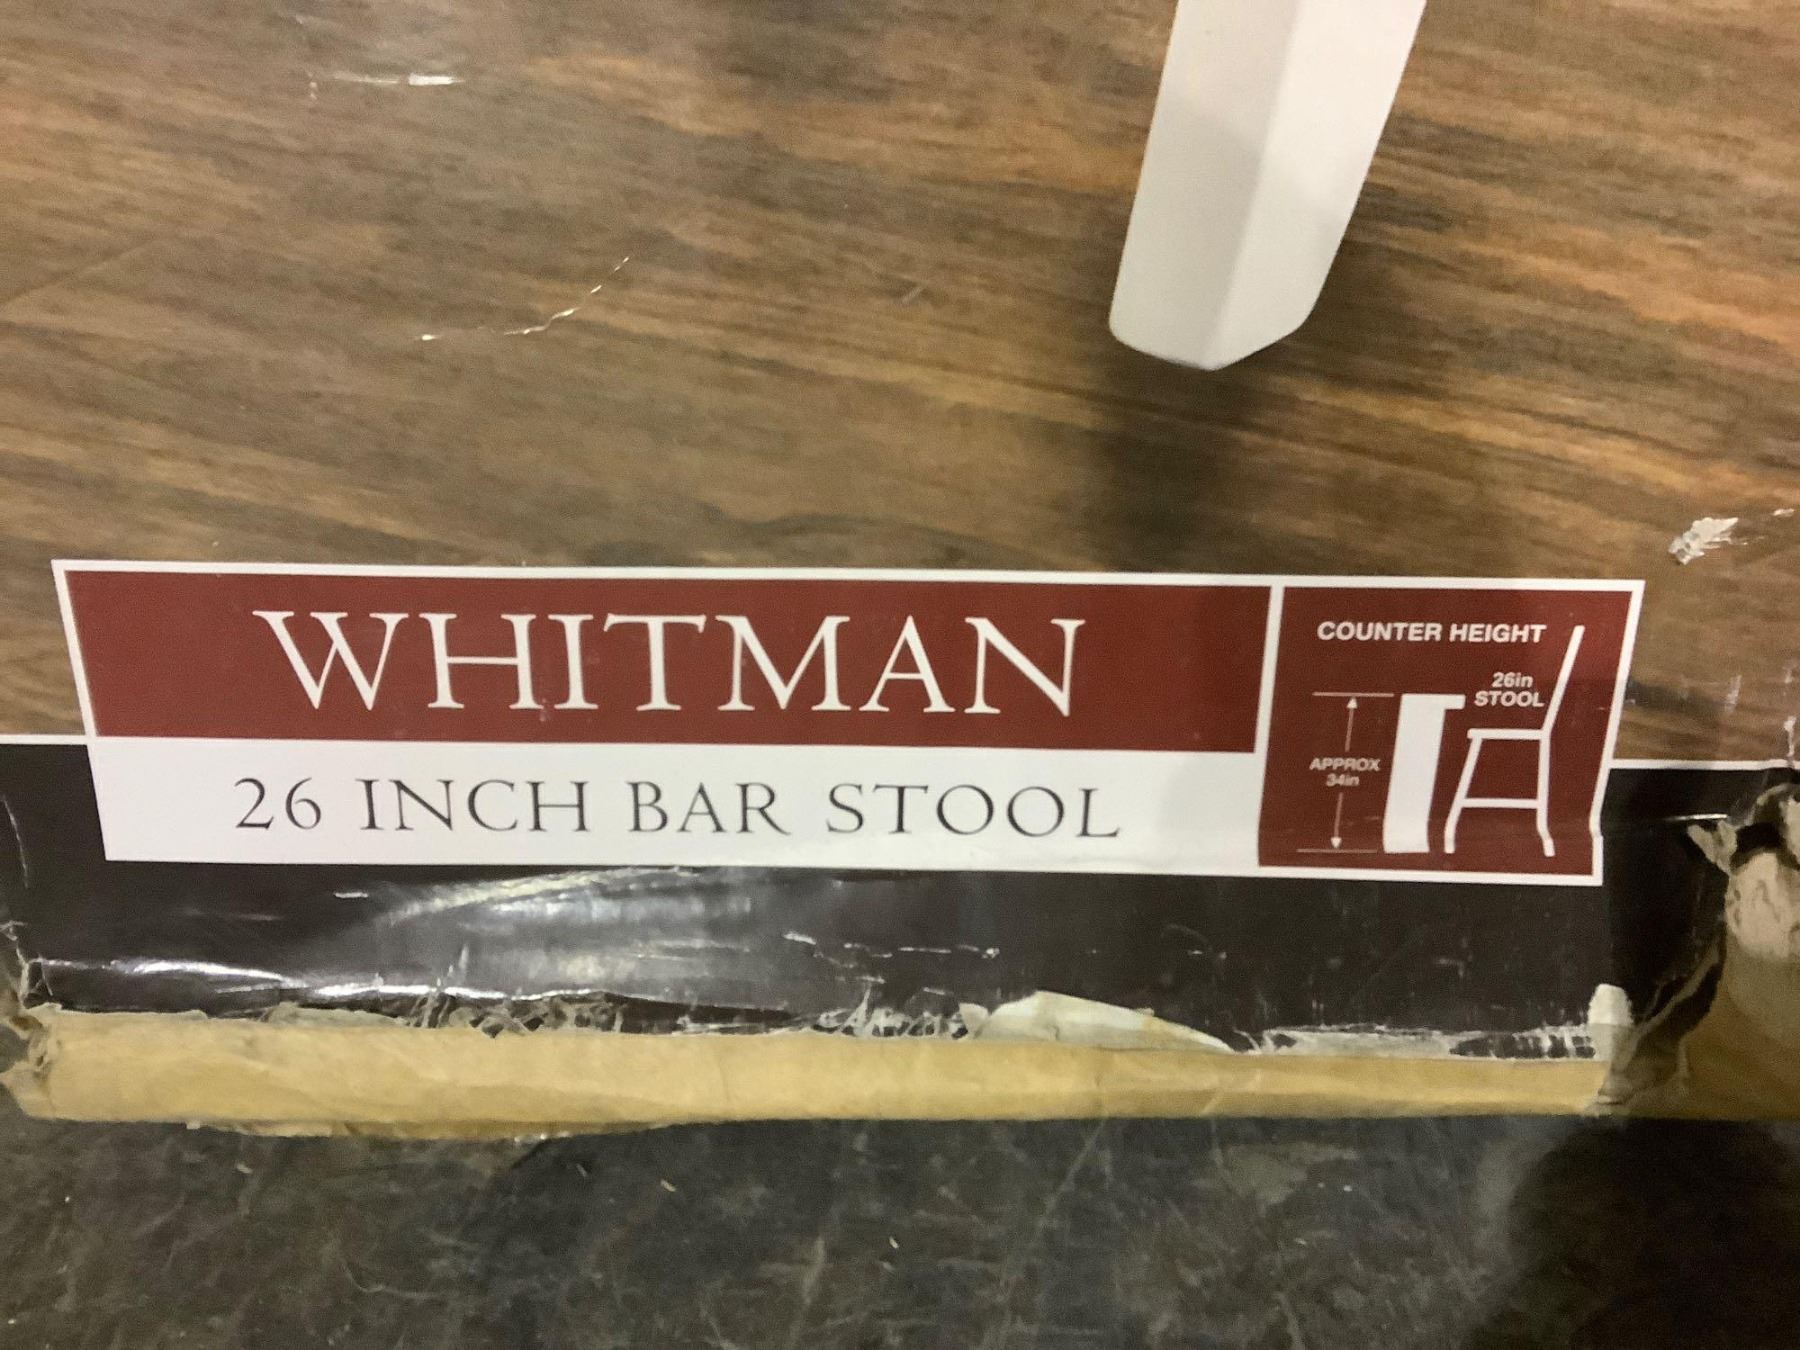 WHITMAN
26 INCH BAR STOOL
COUNTER HEIGHT
26in
STOOL
APPROX
34in